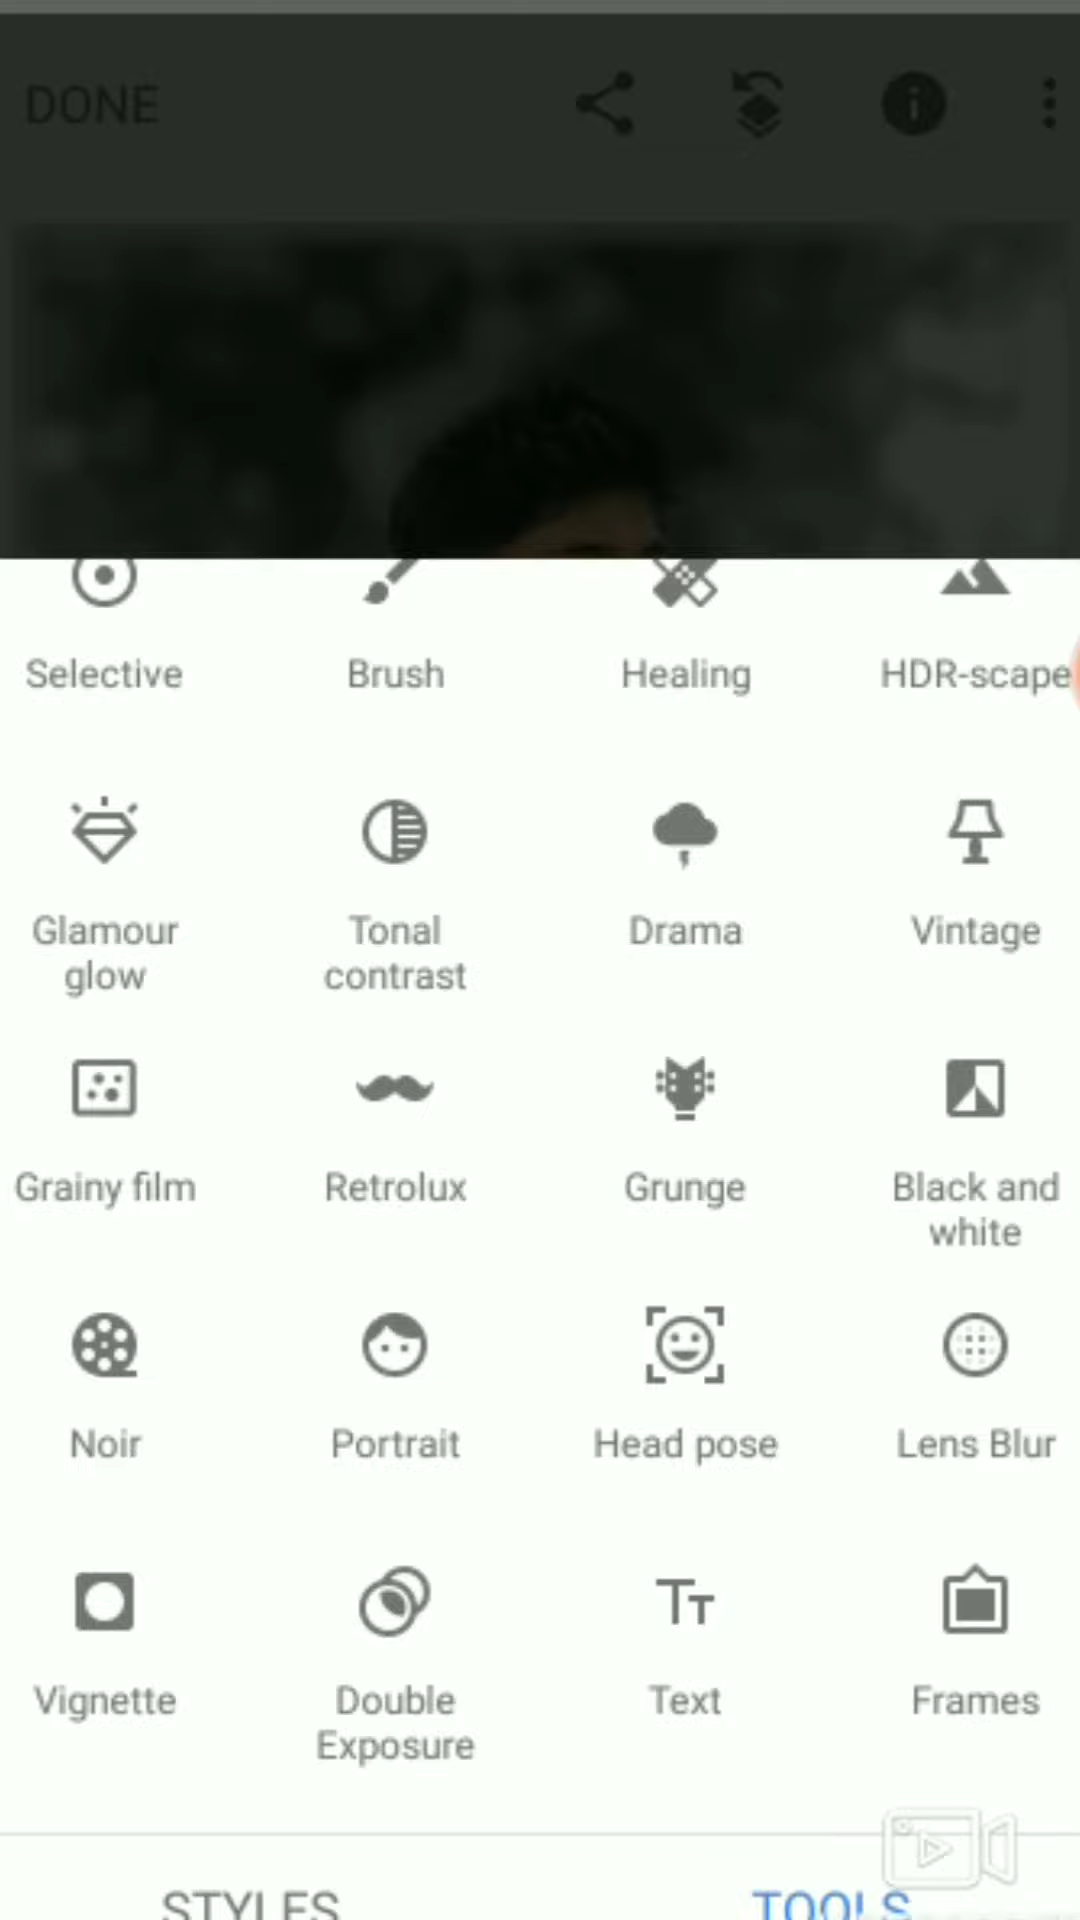 DONE
Selective
Brush
Healing
HDR-scape
Glamour
glow
Tonal
contrast
Drama
Vintage
Grainy film
Retrolux
Grunge
Black and
white
Noir
Portrait
Head pose
Lens Blur
Vignette
Double
Exposure
Text
Frames
STYLES
TOOLS